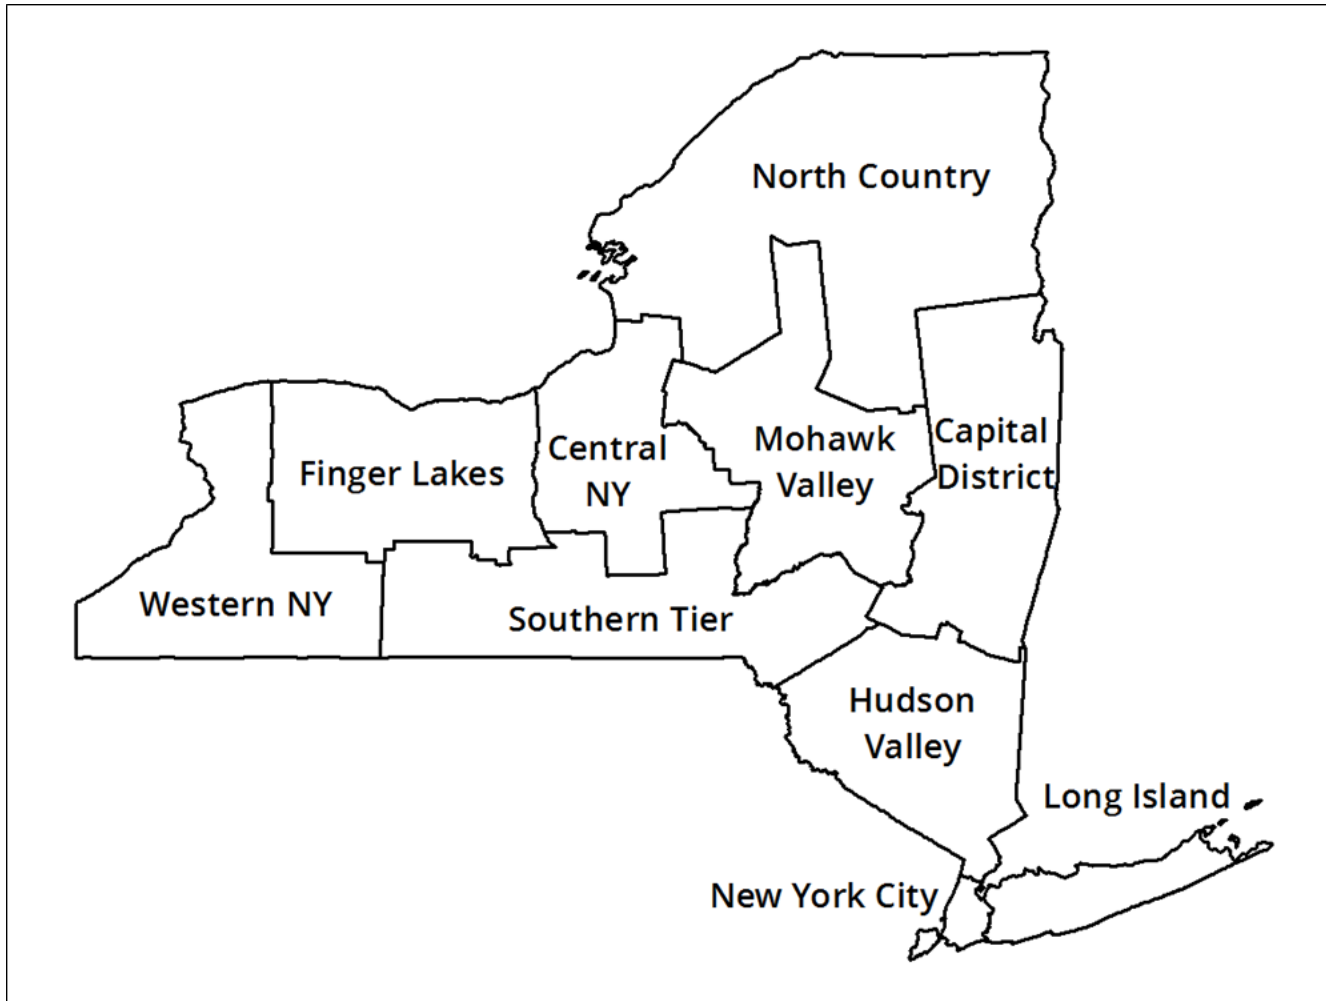 North Country
Mohawk
Valley
Capital
District
Central
NY
Finger Lakes
Western NY
Southern Tier
Hudson
Valley
Long Island
New York City